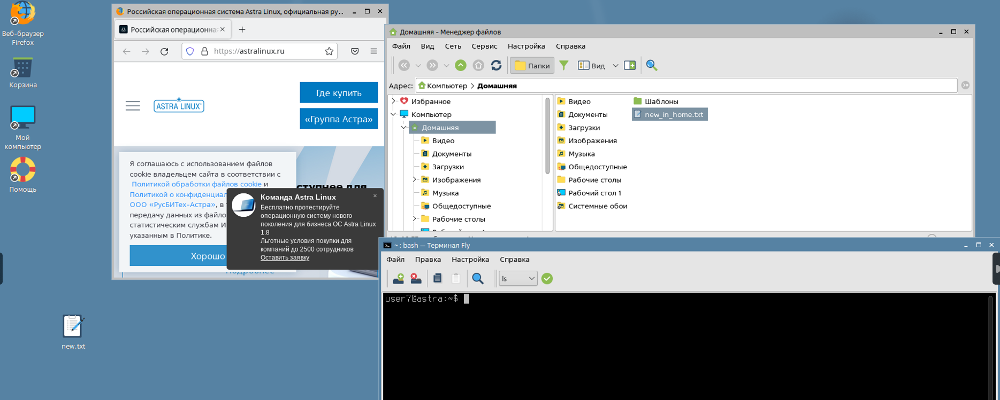 Веб-браузер
Firefox
Корзина
Мой
компьютер
Помощь
new.txt
Российская операционная система Astra Linux, официальная ру...
Российская операционна
https://astralinux.ru
ASTRA LINUX
Где купить
«Группа Астра»
Я соглашаюсь с использованием файлов
cookie владельцем сайта в соответствии с
Политикой обработки файлов cookie и
Политикой о конфиденциал
ООО «РусБИТех-Астра», в т
передачу данных из файло
статистическим службам И
указанным в Политике.
Хорошо
Подробнее
ступнее для
Команда Astra Linux
Бесплатно протестируйте
операционную систему нового
поколения для бизнеса ОС Astra Linux
1.8
Льготные условия покупки для
компаний до 2500 сотрудников
Оставить заявку
Домашняя - Менеджер файлов
Файл Вид Сеть Сервис Настройка Справка
Папки Вид
Адрес: Компьютер Домашняя
Избранное
Компьютер
Домашняя
Видео
Документы
Загрузки
Изображения
Музыка
Общедоступные
Рабочие столы
Видео
Документы
Загрузки
Изображения
Музыка
Общедоступные
Рабочие столы
Рабочий стол 1
Системные обои
Шаблоны
new_in_home.txt
~ : bash — Терминал Fly
Файл Правка Настройка Справка
ls
user7@astra:~$